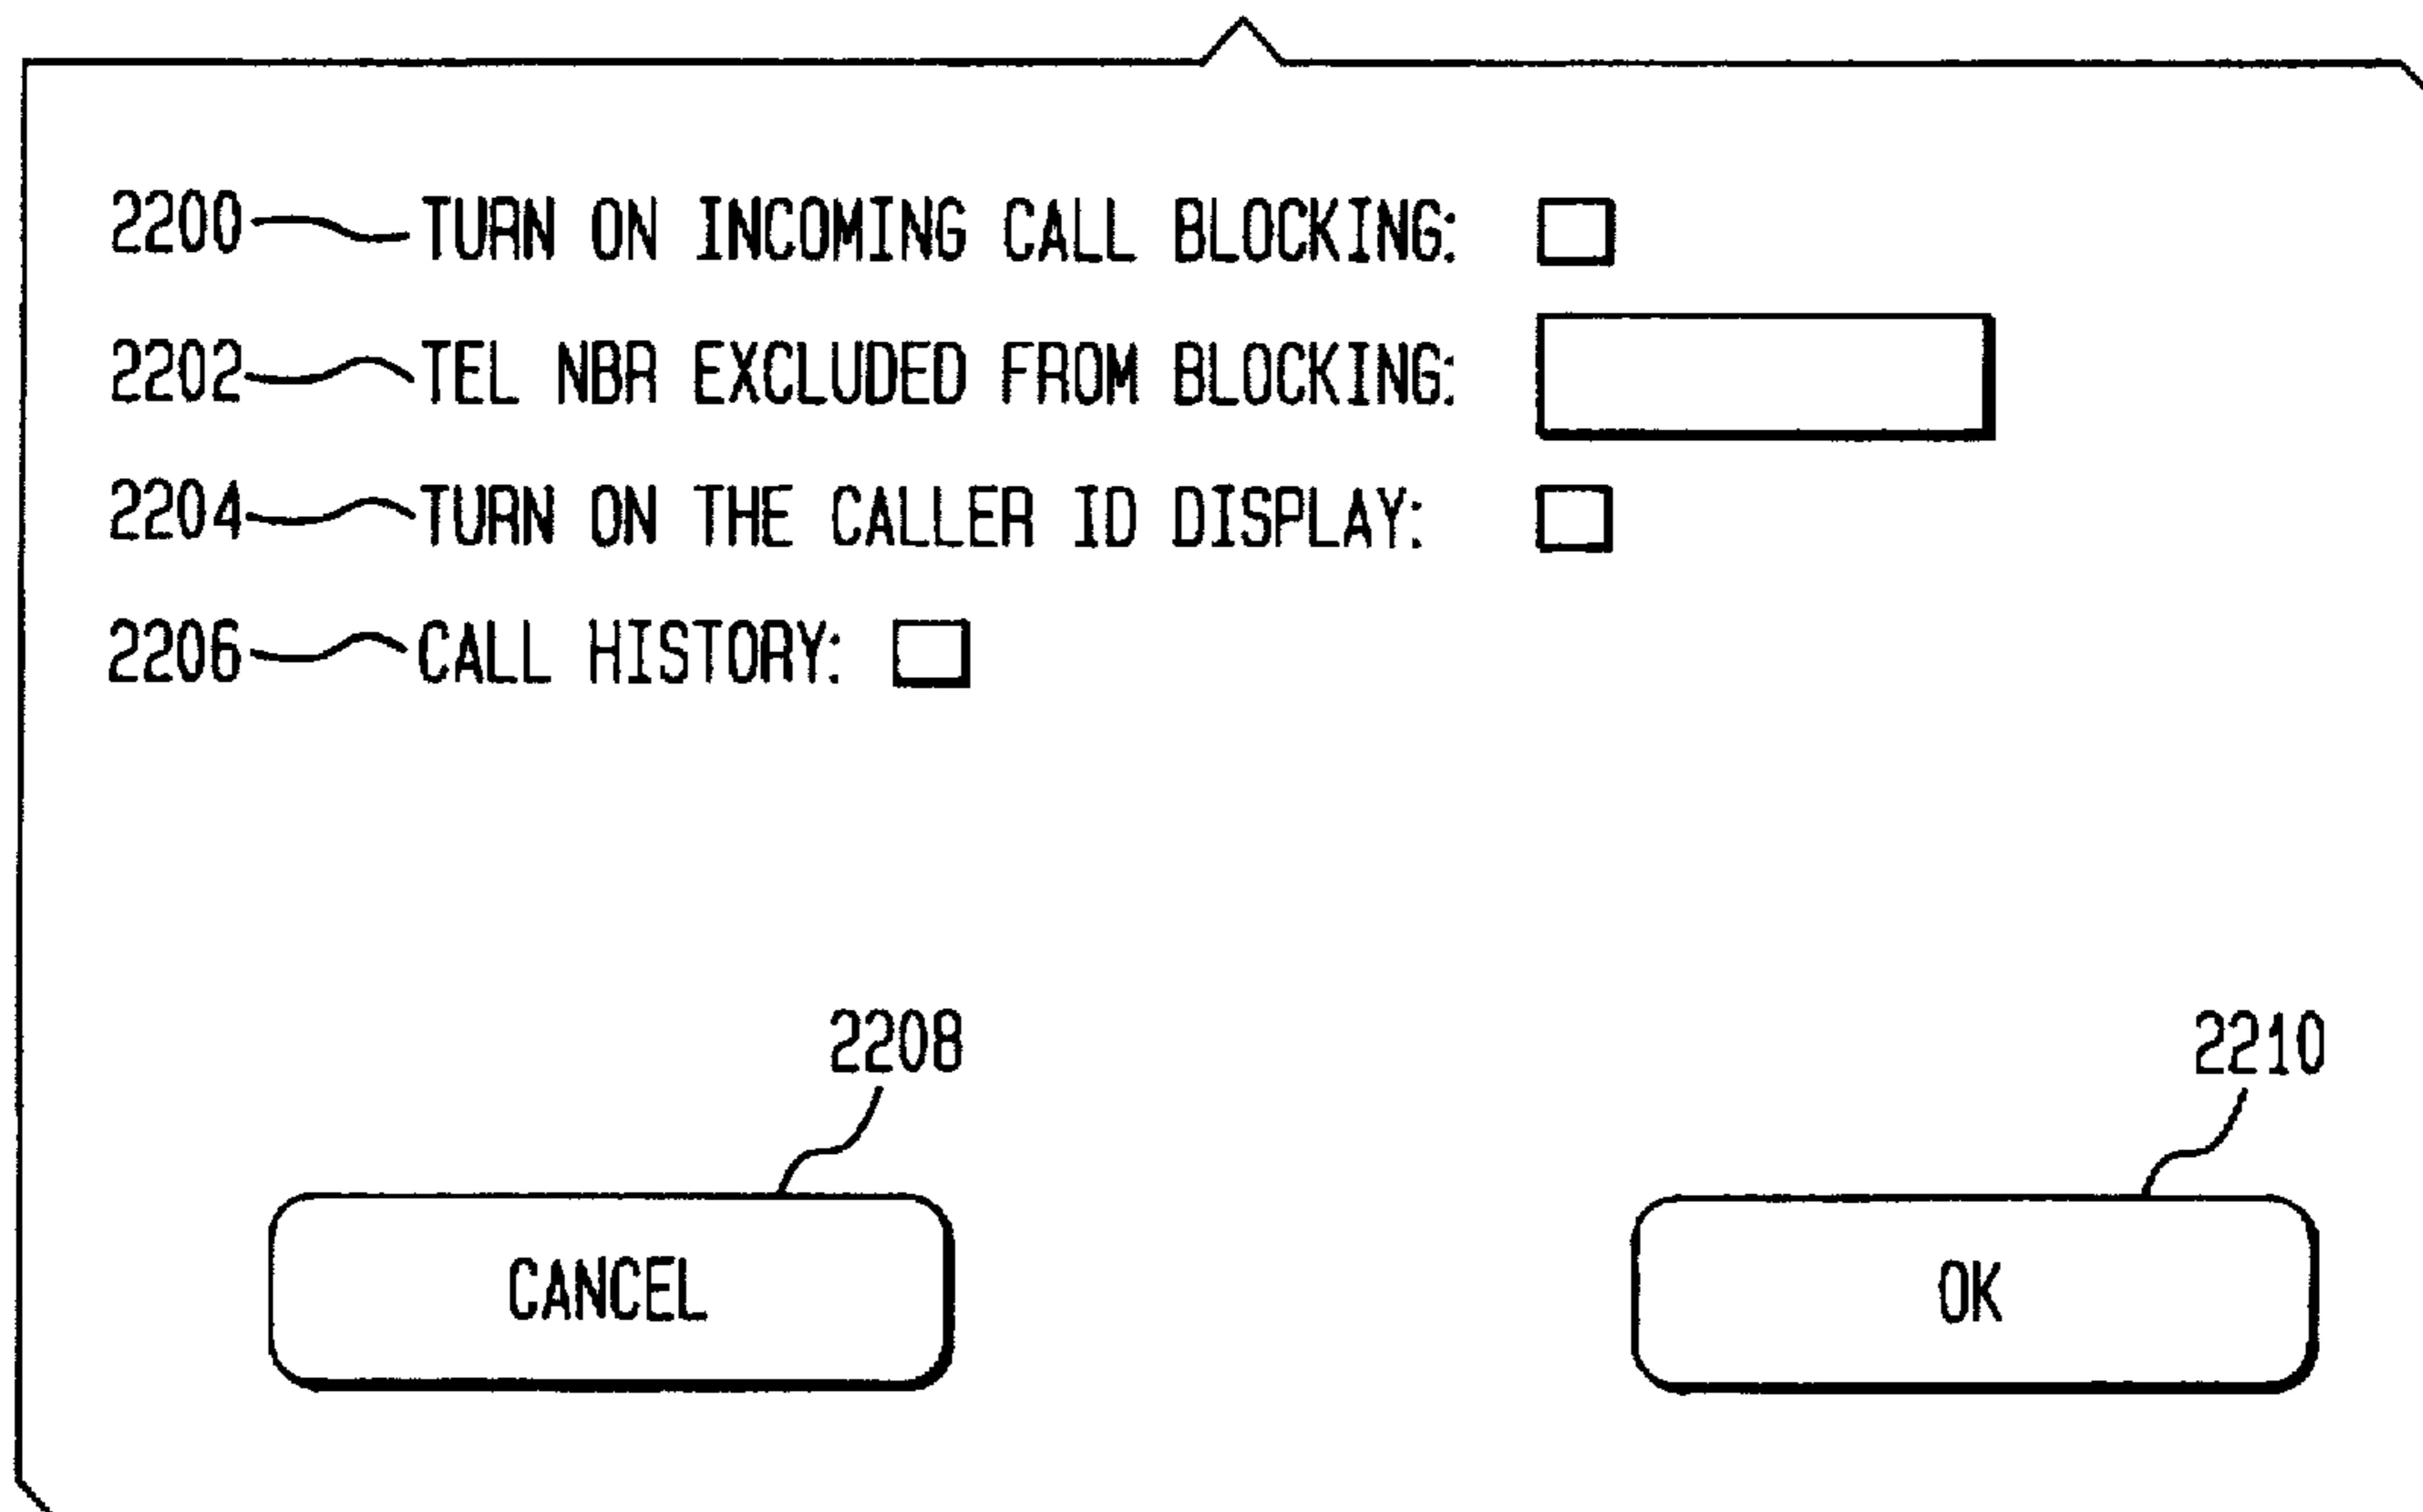 2200 TURN ON INCOMING CALL BLOCKING:
2202 TEL NBR EXCLUDED FROM BLOCKING:
2204 TURN ON THE CALLER ID DISPLAY:
2206 CALL HISTORY:
2208 2210
CANCEL OK